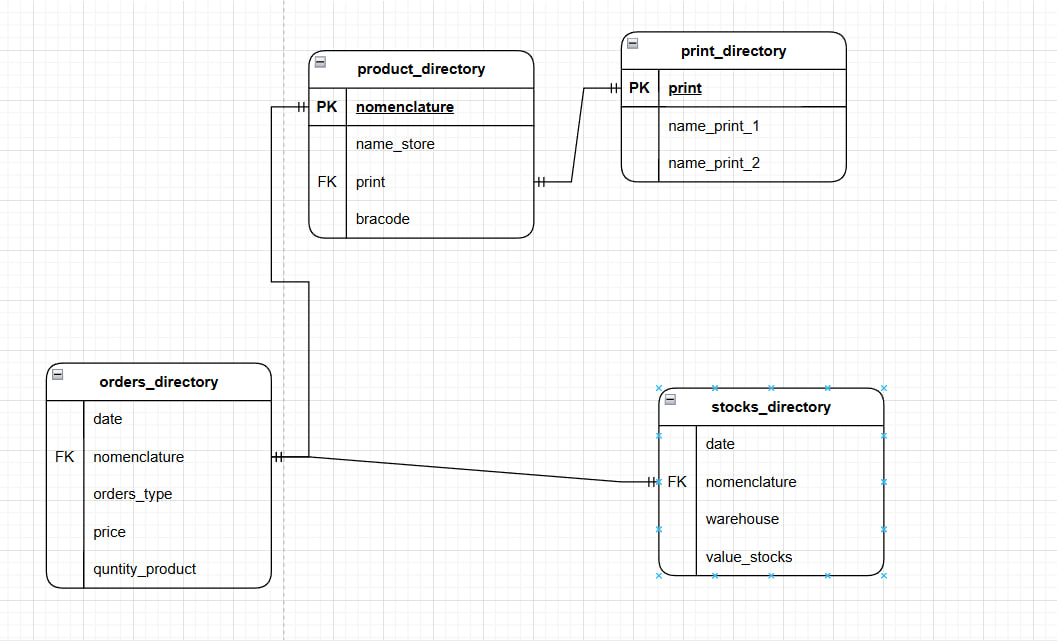 product_directory
PK nomenclature
name_store
FK print
bracode
print_directory
PK print
name_print_1
name_print_2
orders_directory
date
FK nomenclature
orders_type
price
quntity_product
stocks_directory
date
FK nomenclature
warehouse
value_stocks